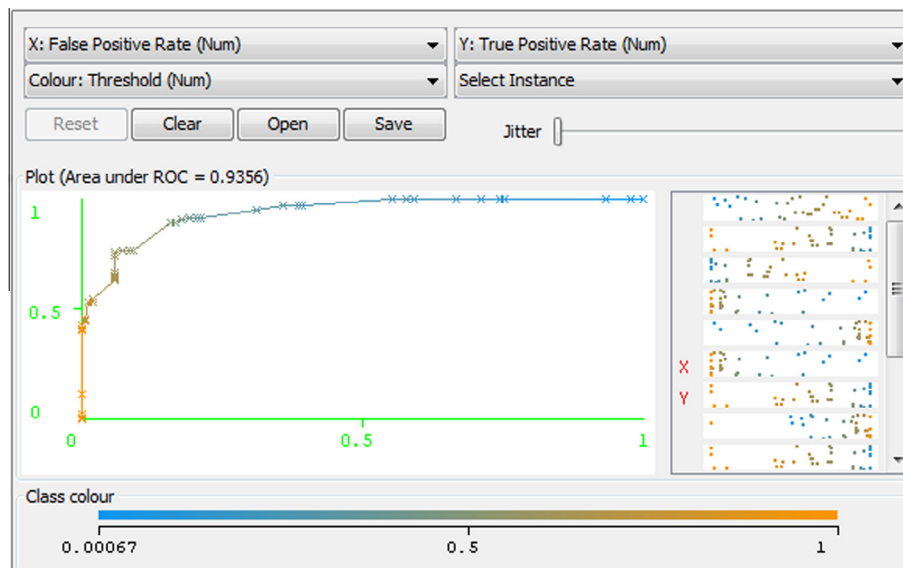 X: False Positive Rate (Num) Y: True Positive Rate (Num)
Colour: Threshold (Num) Select Instance
Reset Clear Open Save Jitter
Plot (Area under ROC = 0.9356)
1
0.5
0
0 0.5 1
X
Y
Class colour
0.00067 0.5 1